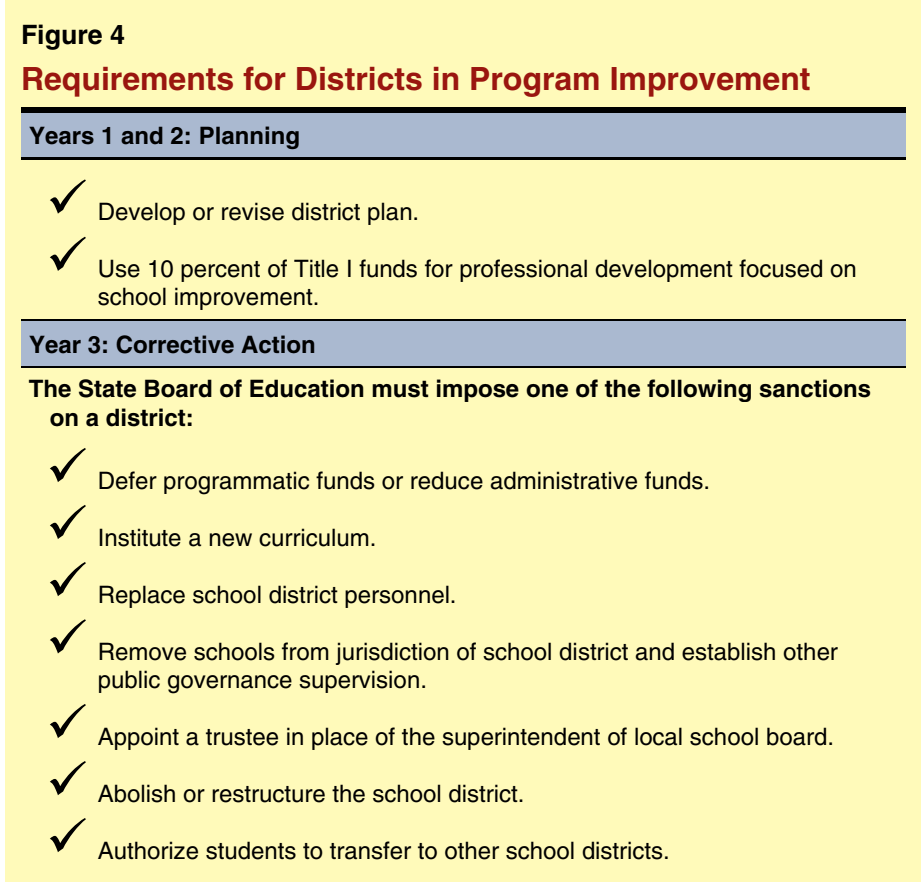 Figure 4
Requirements for Districts in Program Improvement
Years 1 and 2: Planning
Develop or revise district plan.
Use 10 percent of Title I funds for professional development focused on
school improvement.
Year 3: Corrective Action
The State Board of Education must impose one of the following sanctions
on a district:
Defer programmatic funds or reduce administrative funds.
Institute a new curriculum.
Replace school district personnel.
Remove schools from jurisdiction of school district and establish other
public governance supervision.
Appoint a trustee in place of the superintendent of local school board.
Abolish or restructure the school district.
Authorize students to transfer to other school districts.